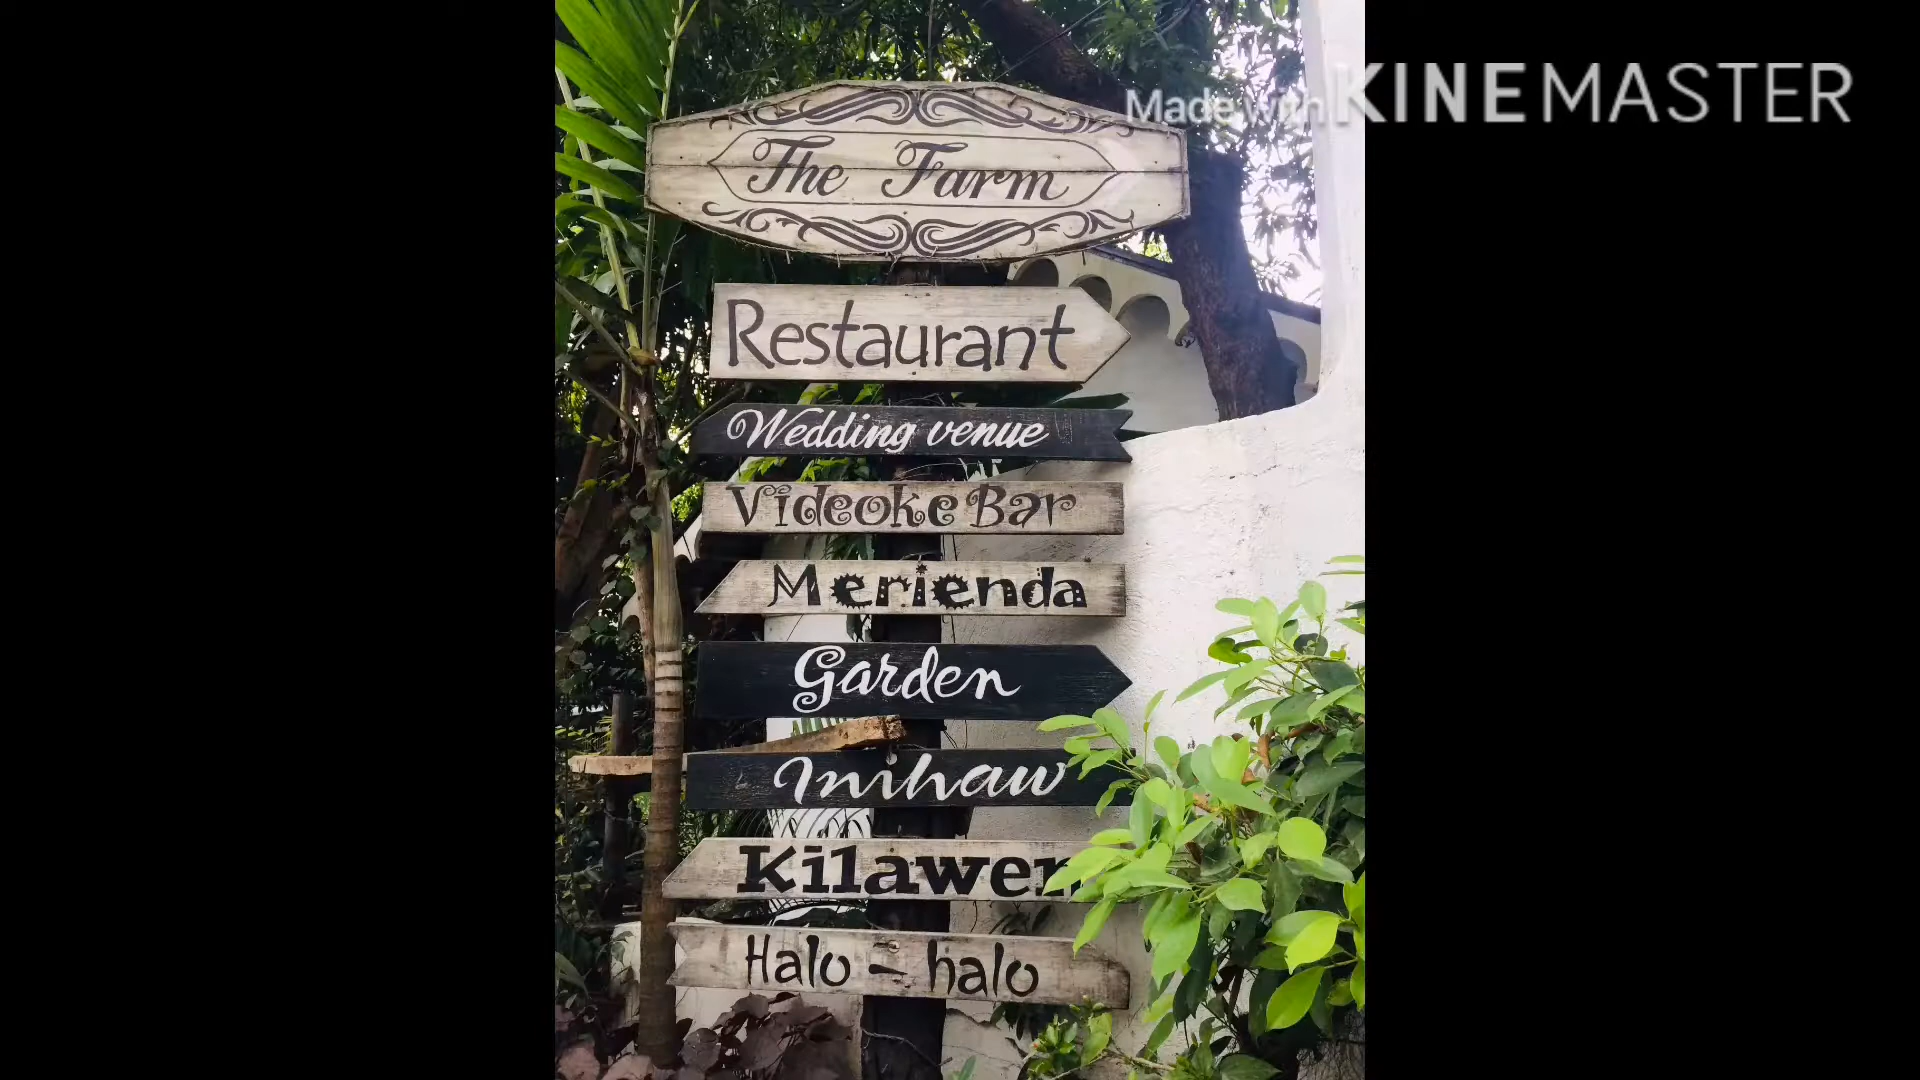 Made with KINEMASTER
The Farm
Restaurant
Wedding venue
Videoke Bar
Merienda
Garden
Inihaw
Kilawen
Halo - halo